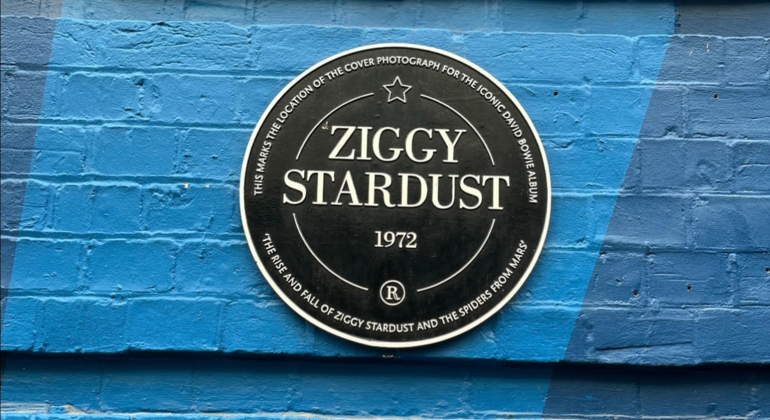 THIS MARKS THE LOCATION OF THE COVER PHOTOGRAPH FOR THE ICONIC DAVID BOWIE ALBUM
ZIGGY
STARDUST
1972
R
"THE RISE AND FALL OF ZIGGY STARDUST AND THE SPIDERS FROM MARS"